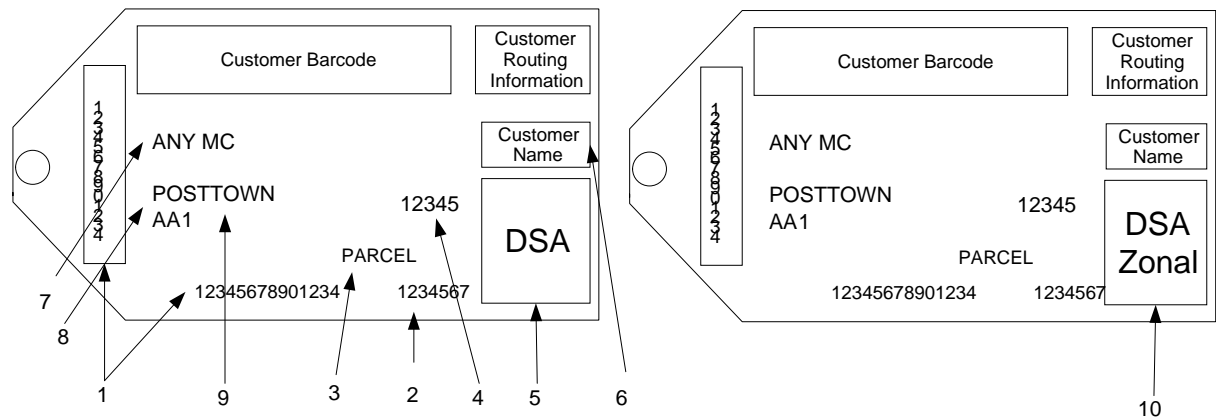 Customer Barcode
Customer
Routing
Information
12345678901234
ANY MC
Customer
Name
POSTTOWN
AA1
12345
DSA
PARCEL
12345678901234
1234567
7
8
1
9
3
2
4
5
6
Customer Barcode
Customer
Routing
Information
12345678901234
ANY MC
Customer
Name
POSTTOWN
AA1
12345
DSA
Zonal
PARCEL
12345678901234
1234567
10